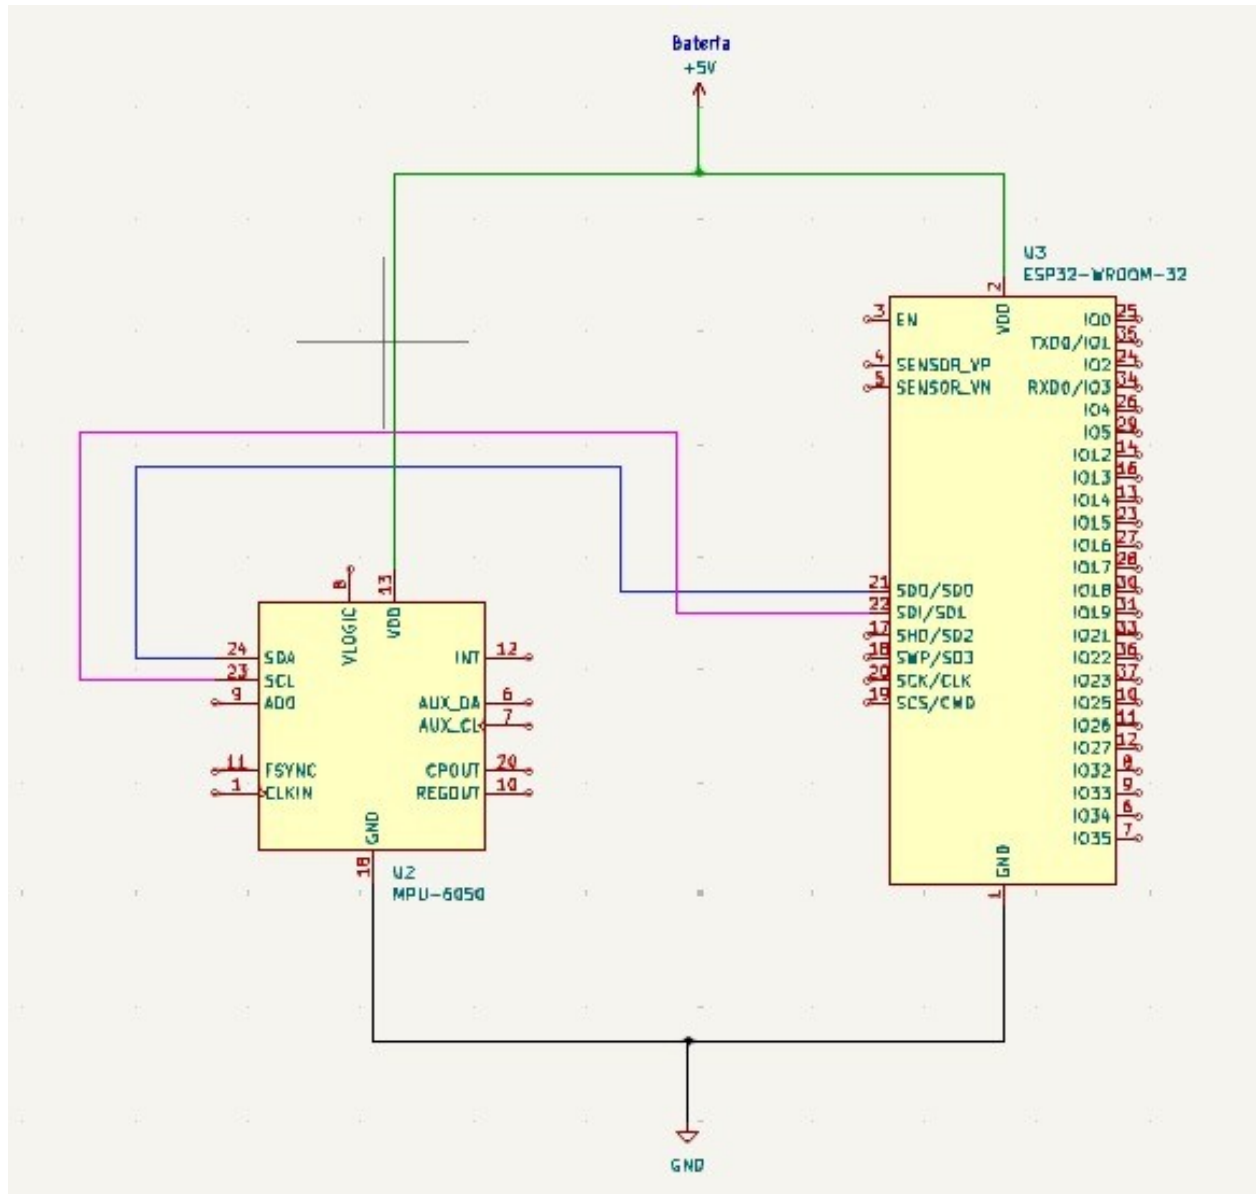 Batería
+5V
U3
ESP32-WROOM-32
2
VDD
3 EN
4 SENSOR_VP
5 SENSOR_VN
21 SDO/SD0
22 SDI/SD1
17 SHD/SD2
18 SWP/SD3
20 SCK/CLK
19 SCS/CMD
IO0 25
TXD0/IO1 35
IO2 24
RXD0/IO3 34
IO4 26
IO5 29
IO12 14
IO13 16
IO14 13
IO15 23
IO16 27
IO17 28
IO18 30
IO19 31
IO21 33
IO22 36
IO23 37
IO25 10
IO26 11
IO27 12
IO32 8
IO33 9
IO34 6
IO35 7
GND
1
8
VLOGIC
13
VDD
24 SDA
23 SCL
9 AD0
11 FSYNC
1 CLKIN
INT 12
AUX_DA 6
AUX_CL 7
CPOUT 20
REGOUT 10
GND
18
U2
MPU-6050
GND